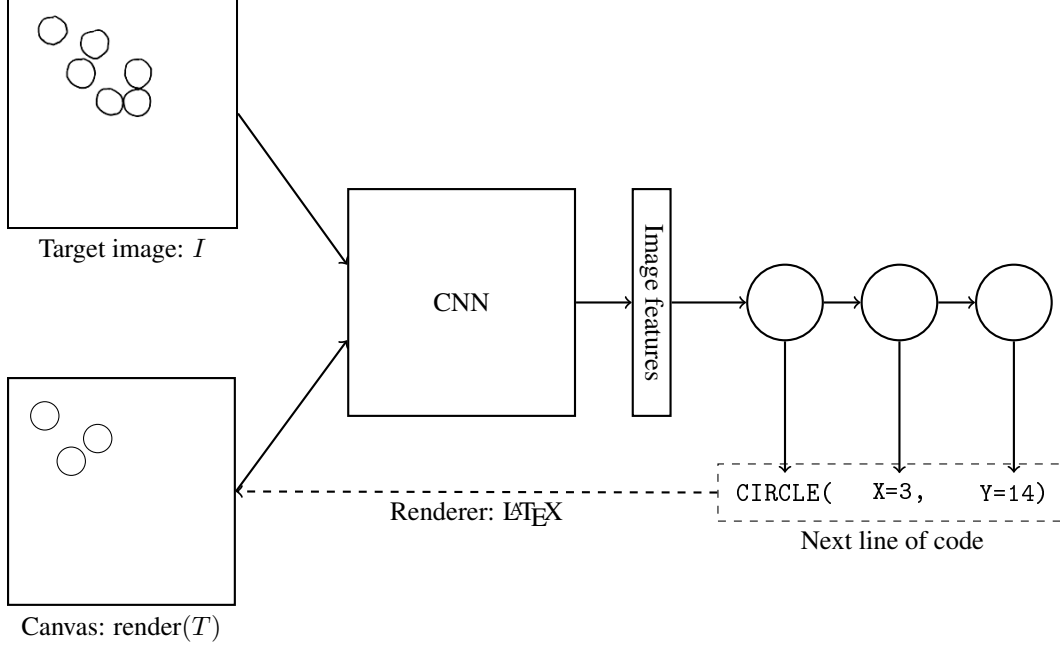 Target image: I
CNN
Image features
CIRCLE( X=3, Y=14)
Renderer: LATEX
Next line of code
Canvas: render(T)